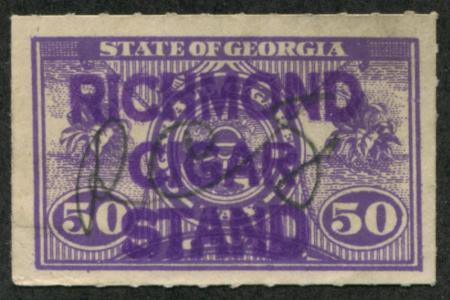 STATE OF GEORGIA
RICHMOND
CIGAR
50 50
STAND